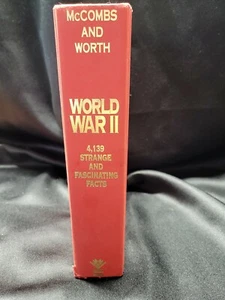 McCOMBS
AND
WORTH
WORLD
WAR II
4,139
STRANGE
AND
FASCINATING
FACTS